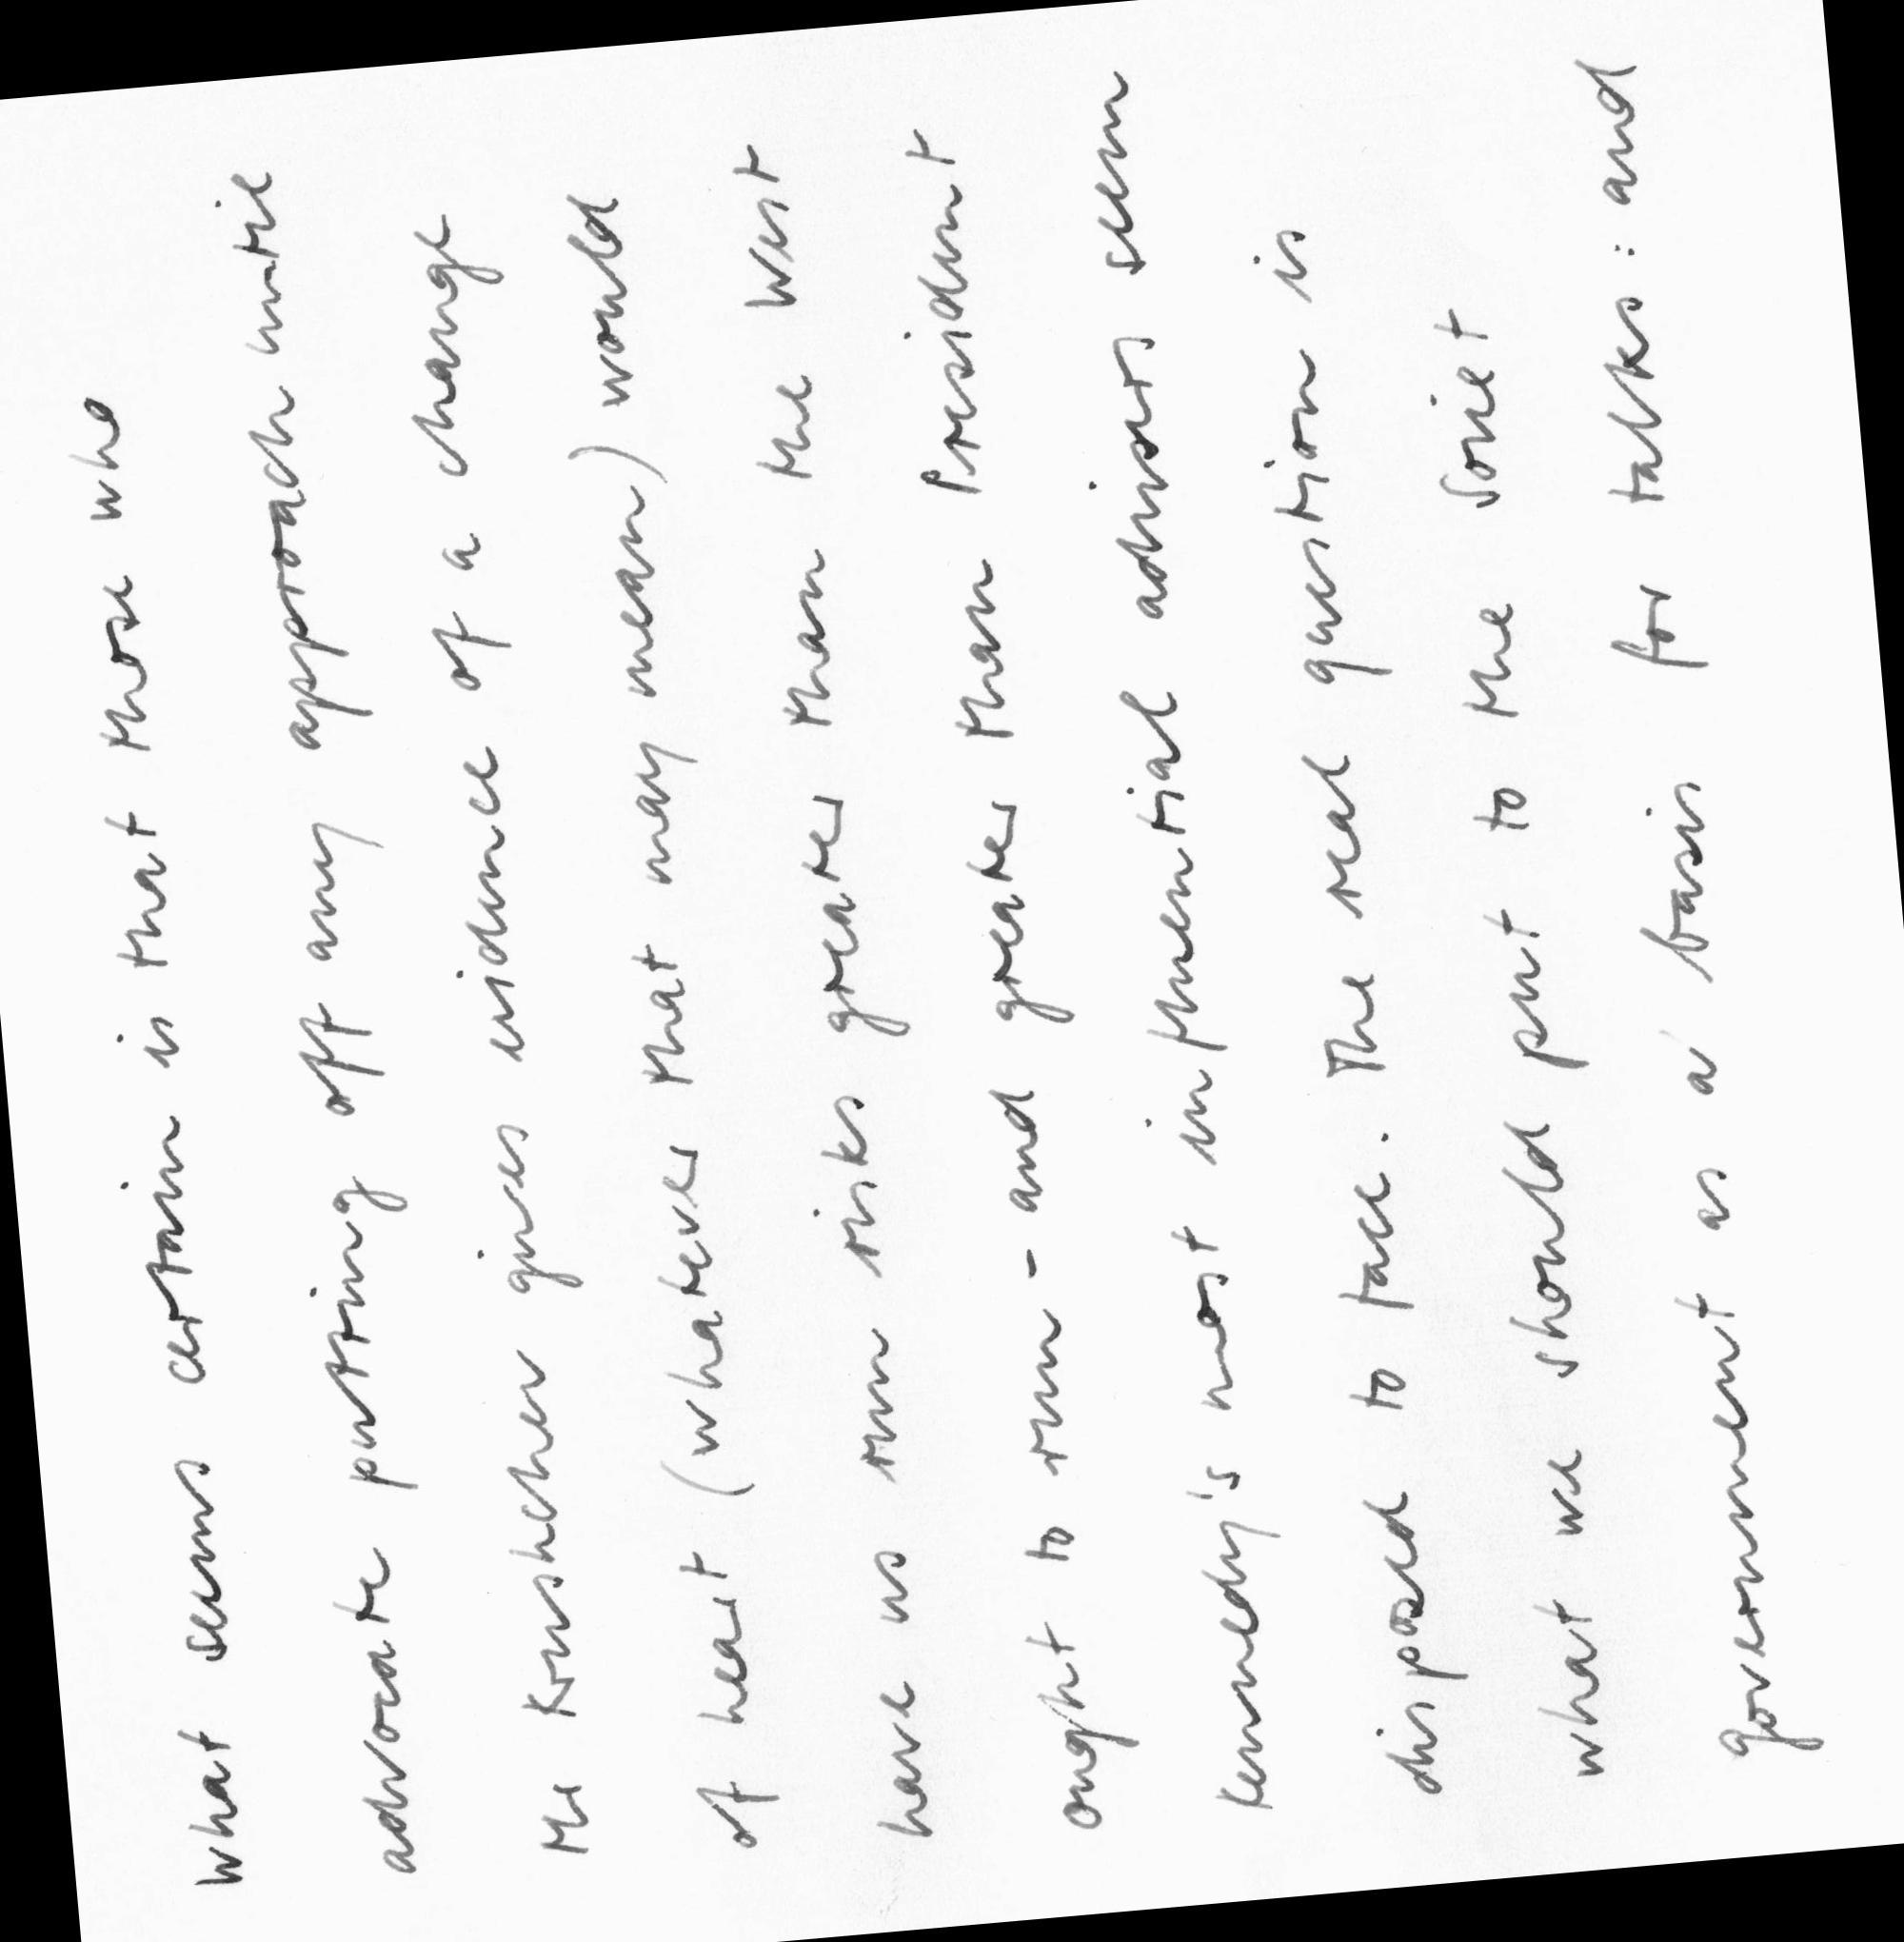 What seems certain is that those who
advocate putting off any approach until
Mr Krushchev gives evidence of a change
of heart (whatever that may mean) would
have us run risks greater than the West
ought to run - and greater than President
Kennedy's most influential advisers seem
disposed to face. The real question is
what we should put to the Soviet
government as a basis for talks: and